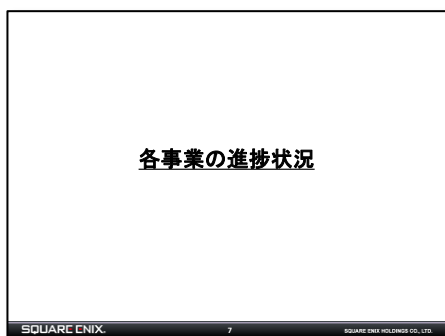 各事業の進捗状況
SQUARE ENIX.
7
SQUARE ENIX HOLDINGS CO., LTD.